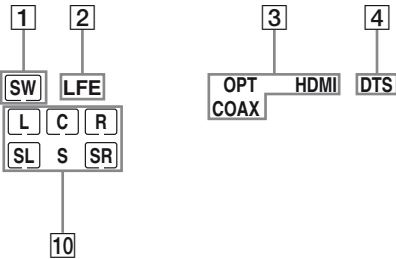 1 2 3 4
SW LFE OPT HDMI DTS
L C R COAX
SL S SR
10